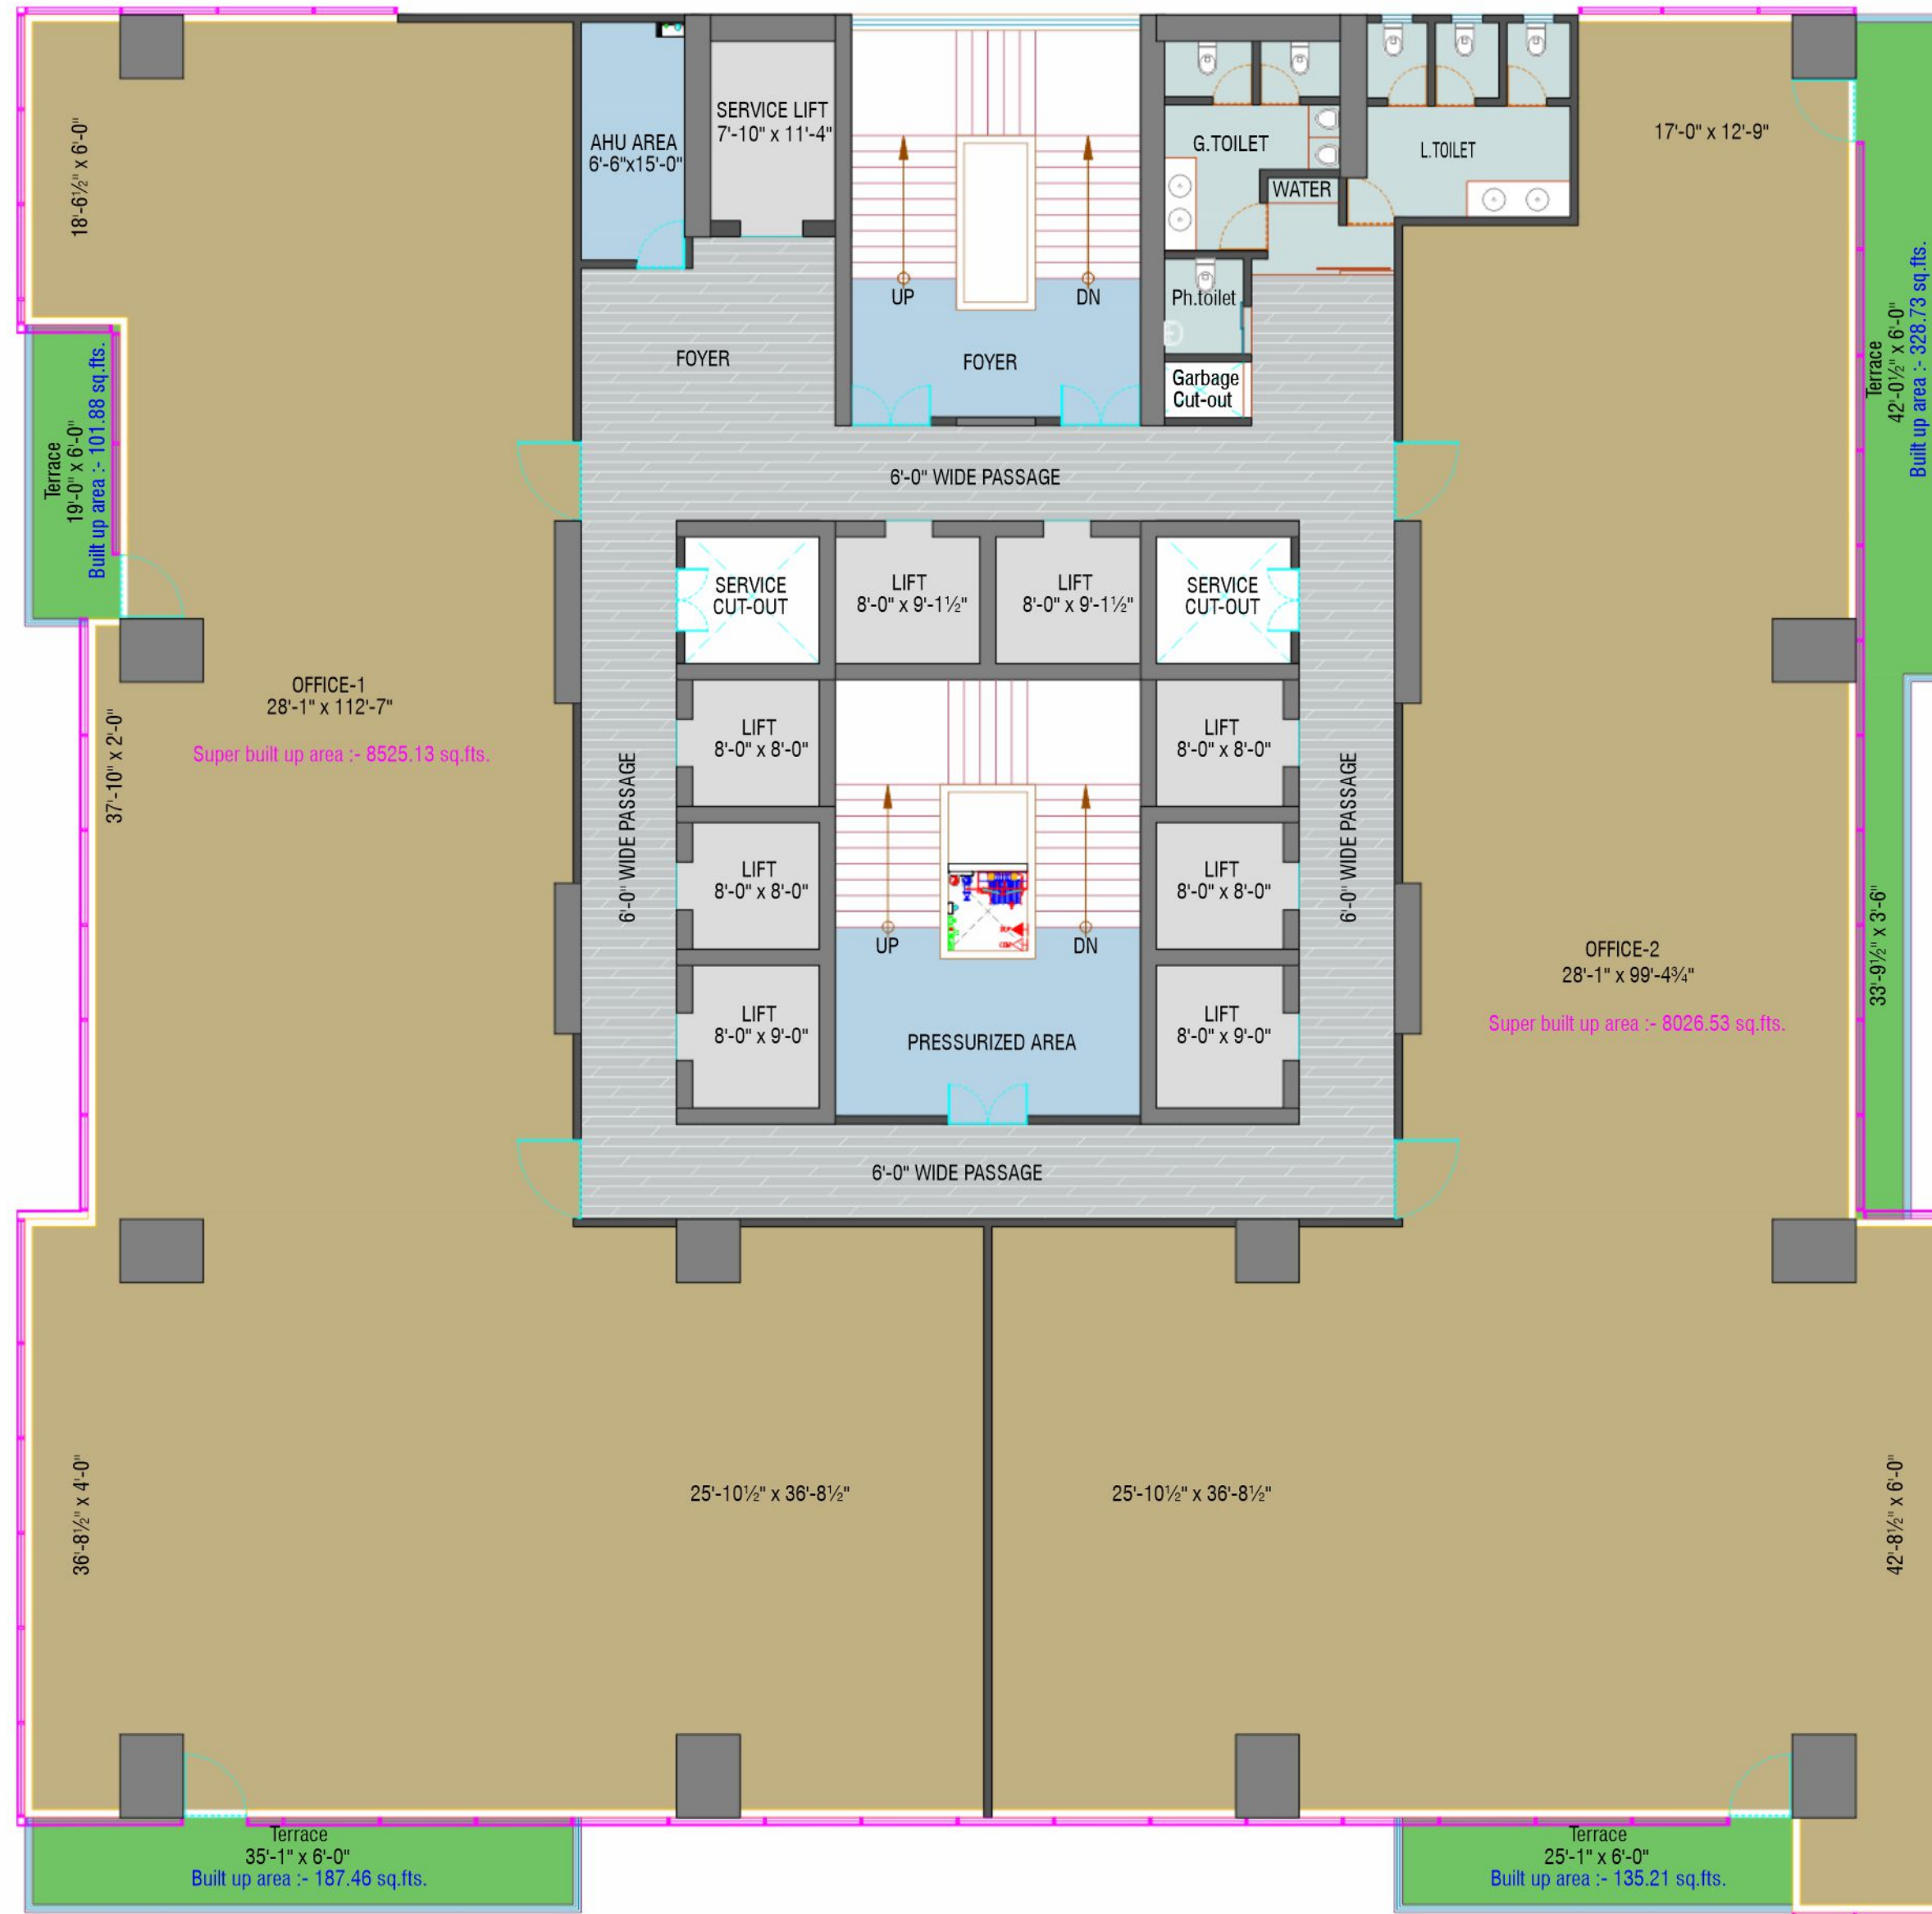 18'-6½" x 6'-0"
AHU AREA
6'-6"x15'-0"
SERVICE LIFT
7'-10" x 11'-4"
UP
DN
FOYER
FOYER
G.TOILET
WATER
L.TOILET
Ph.toilet
Garbage
Cut-out
17'-0" x 12'-9"
Terrace
42'-0½" x 6'-0"
Built up area :- 328.73 sq.fts.
Terrace
19'-0" x 6'-0"
Built up area :- 101.88 sq.fts.
6'-0" WIDE PASSAGE
SERVICE
CUT-OUT
LIFT
8'-0" x 9'-1½"
LIFT
8'-0" x 9'-1½"
SERVICE
CUT-OUT
OFFICE-1
28'-1" x 112'-7"
Super built up area :- 8525.13 sq.fts.
37'-10" x 2'-0"
6'-0" WIDE PASSAGE
LIFT
8'-0" x 8'-0"
LIFT
8'-0" x 8'-0"
6'-0" WIDE PASSAGE
LIFT
8'-0" x 8'-0"
LIFT
8'-0" x 8'-0"
UP
DN
33'-9½" x 3'-6"
OFFICE-2
28'-1" x 99'-4¾"
Super built up area :- 8026.53 sq.fts.
LIFT
8'-0" x 9'-0"
PRESSURIZED AREA
LIFT
8'-0" x 9'-0"
6'-0" WIDE PASSAGE
36'-8½" x 4'-0"
25'-10½" x 36'-8½"
25'-10½" x 36'-8½"
42'-8½" x 6'-0"
Terrace
35'-1" x 6'-0"
Built up area :- 187.46 sq.fts.
Terrace
25'-1" x 6'-0"
Built up area :- 135.21 sq.fts.